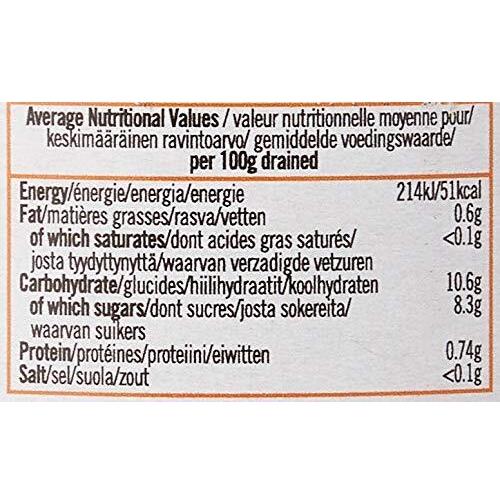 Average Nutritional Values / valeur nutritionnelle moyenne pour/
keskimääräinen ravintoarvo/ gemiddelde voedingswaarde/
per 100g drained
Energy/énergie/energia/energie 214kJ/51kcal
Fat/matières grasses/rasva/vetten 0.6g
of which saturates/dont acides gras saturés/ <0.1g
josta tyydyttynyttä/waarvan verzadigde vetzuren
Carbohydrate/glucides/hiilihydraatit/koolhydraten 10.6g
of which sugars/dont sucres/josta sokereita/ 8.3g
waarvan suikers
Protein/protéines/proteiini/eiwitten 0.74g
Salt/sel/suola/zout <0.1g